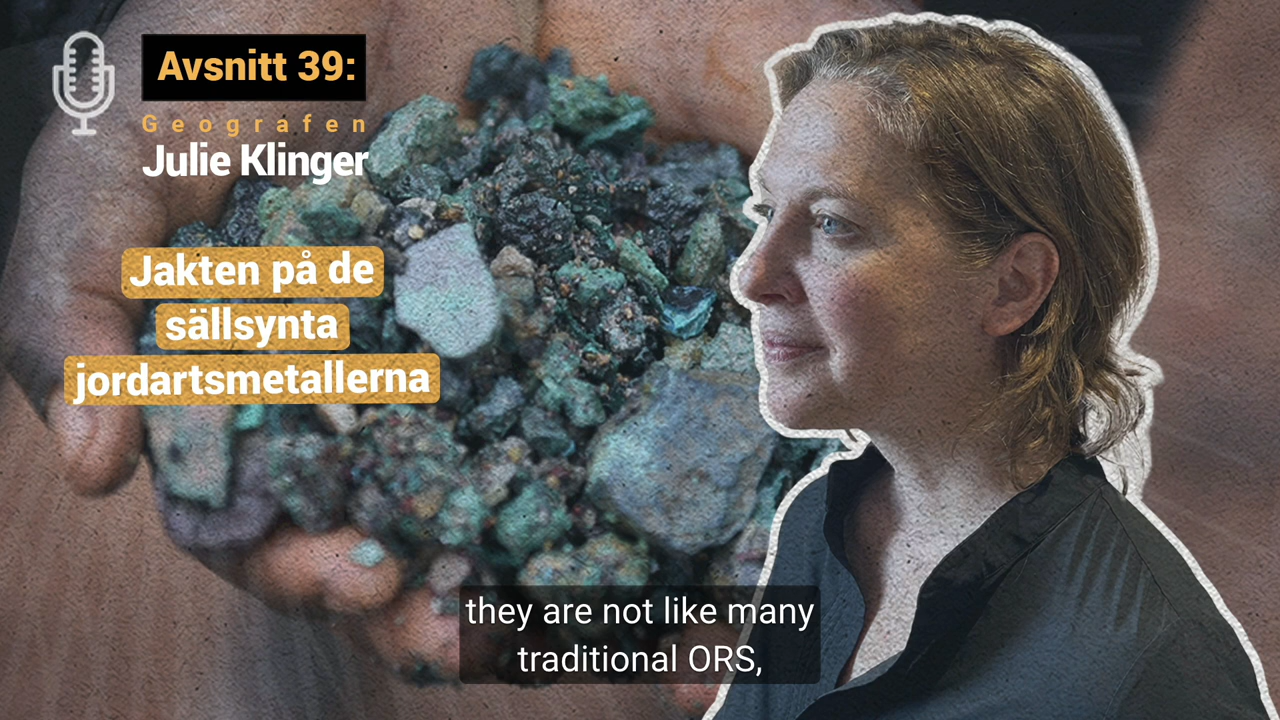 Avsnitt 39:
Geografen
Julie Klinger
Jakten på de
sällsynta
jordartsmetallerna
they are not like many
traditional ORS,